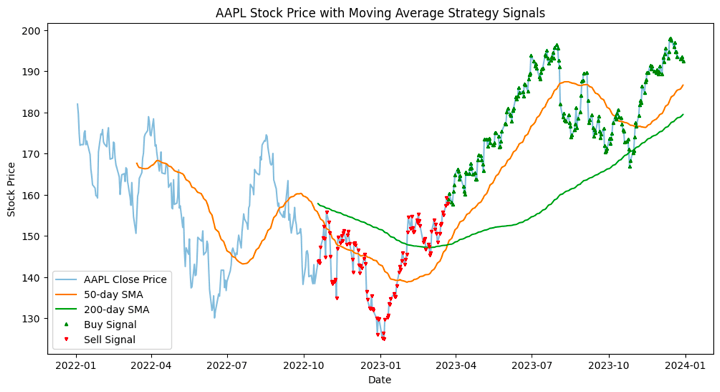 AAPL Stock Price with Moving Average Strategy Signals
Stock Price
200
190
180
170
160
150
140
130
AAPL Close Price
50-day SMA
200-day SMA
Buy Signal
Sell Signal
2022-01
2022-04
2022-07
2022-10
2023-01
2023-04
2023-07
2023-10
2024-01
Date